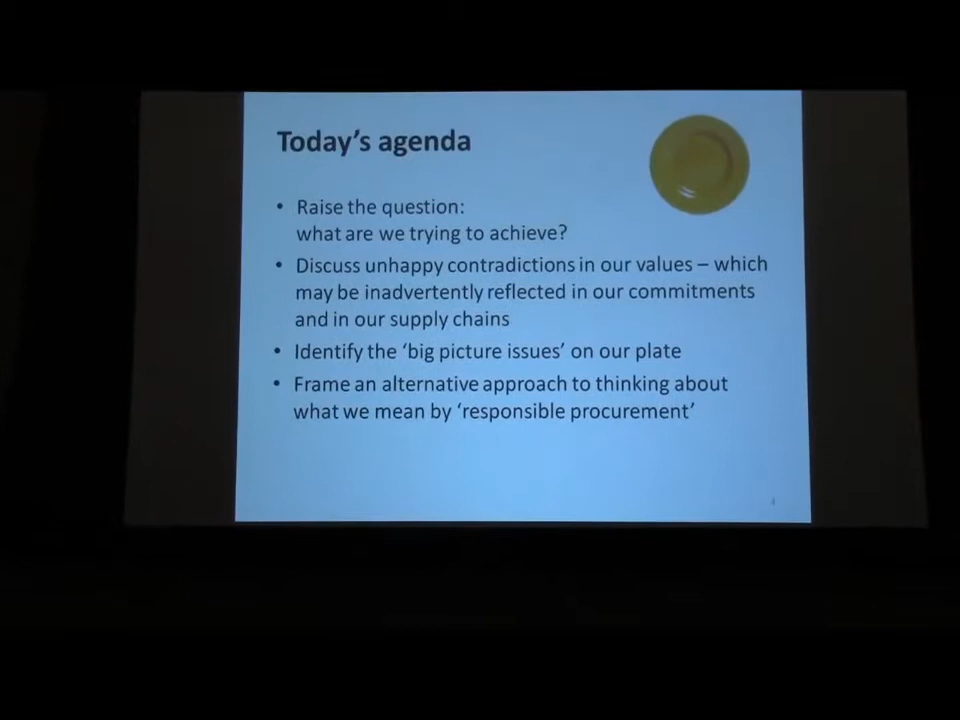 Today's agenda
• Raise the question:
what are we trying to achieve?
• Discuss unhappy contradictions in our values – which
may be inadvertently reflected in our commitments
and in our supply chains
• Identify the 'big picture issues' on our plate
• Frame an alternative approach to thinking about
what we mean by 'responsible procurement'